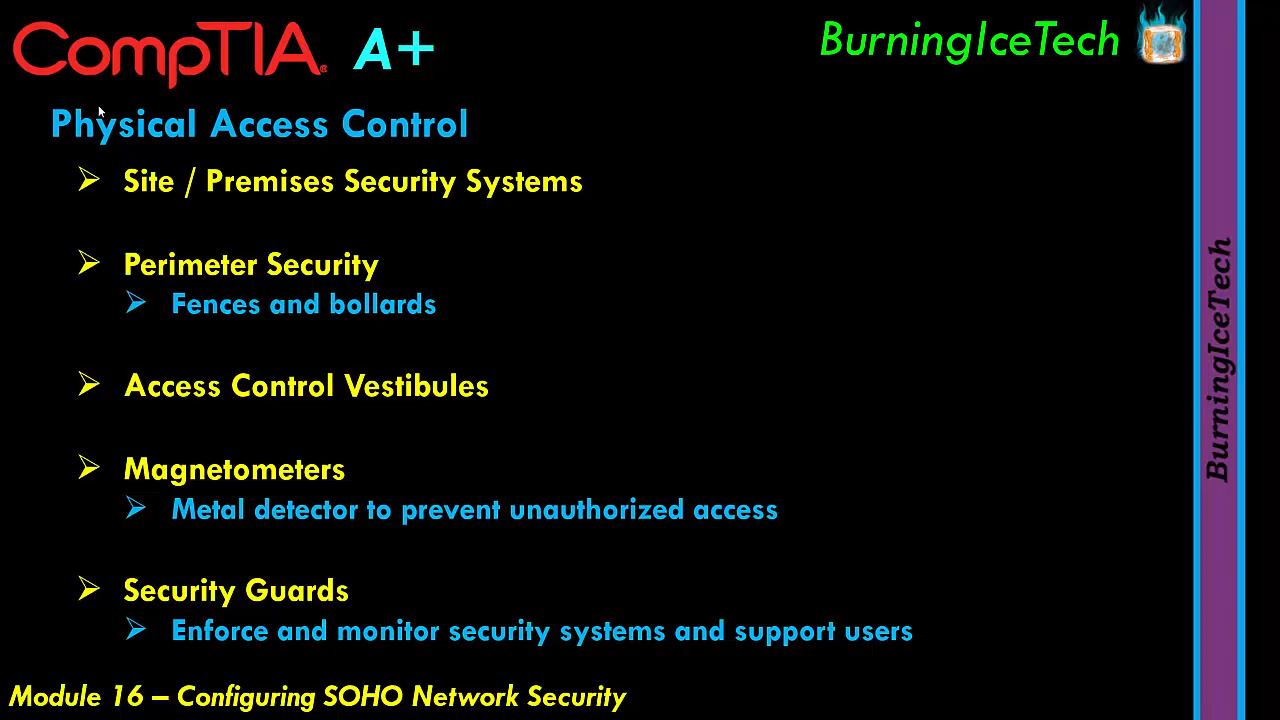 CompTIA® A+
BurningIceTech
Physical Access Control
Site / Premises Security Systems
Perimeter Security
Fences and bollards
Access Control Vestibules
Magnetometers
Metal detector to prevent unauthorized access
Security Guards
Enforce and monitor security systems and support users
Module 16 – Configuring SOHO Network Security
BurningIceTech